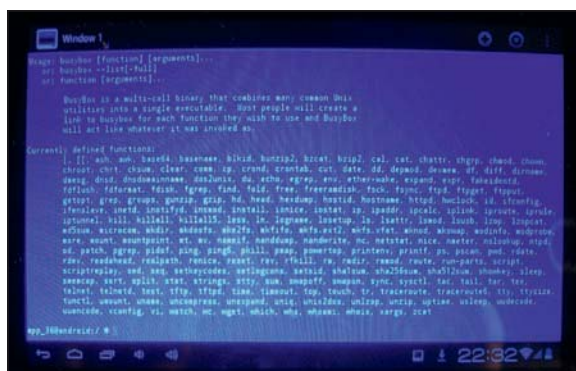 Window 1
Usage: busybox [function] [arguments]...
or: busybox --list[-full]
or: function [arguments]...
BusyBox is a multi-call binary that combines many common Unix
utilities into a single executable. Most people will create a
link to busybox for each function they wish to use and BusyBox
will act like whatever it was invoked as.
Currently defined functions:
[, [[, ash, awk, base64, basename, blkid, bunzip2, bzcat, bzip2, cal, cat, chattr, chgrp, chmod, chown,
chroot, chrt, cksum, clear, comm, cp, crond, crontab, cut, date, dd, depmod, devmem, df, diff, dirname,
dmesg, dnsd, dnsdomainname, dos2unix, du, echo, egrep, env, ether-wake, expand, expr, fakeidentd,
fdflush, fdformat, fdisk, fgrep, find, fold, free, freeramdisk, fsck, fsync, ftpd, ftpget, ftpput,
getopt, grep, groups, gunzip, gzip, hd, head, hexdump, hostid, hostname, httpd, hwclock, id, ifconfig,
ifenslave, inetd, insmod, install, ionice, iostat, ip, ipaddr, ipcalc, iplink, iproute, iprule,
iptunnel, kill, killall, killall5, less, ln, logname, losetup, ls, lsattr, lsmod, lsusb, lzop, lzopcat,
md5sum, microcom, mkdir, mkdosfs, mke2fs, mkfifo, mkfs.ext2, mkfs.vfat, mknod, mkswap, modinfo, modprobe,
more, mount, mountpoint, mt, mv, nameif, nanddump, nandwrite, nc, netstat, nice, nmeter, nslookup, ntpd,
od, patch, pgrep, pidof, ping, pipe_progress, pkill, pmap, powertop, printenv, printf, ps, pscan, pwd, rdate,
rdev, readahead, realpath, renice, reset, rev, rfkill, rm, rmdir, rmmod, route, run-parts, script,
scriptreplay, sed, seq, setkeycodes, setlogcons, setsid, sha1sum, sha256sum, sha512sum, showkey, sleep,
smemcap, sort, split, stat, strings, stty, sum, swapoff, swapon, sync, sysctl, tac, tail, tar, tee,
telnet, telnetd, test, tftp, tftpd, time, timeout, top, touch, tr, traceroute, traceroute6, tty, ttysize,
tunctl, umount, uname, uncompress, unexpand, uniq, unix2dos, unlzop, unzip, uptime, usleep, uudecode,
uuencode, vconfig, vi, watch, wc, wget, which, who, whoami, whois, xargs, zcat
app_36@android:/ #
22:32